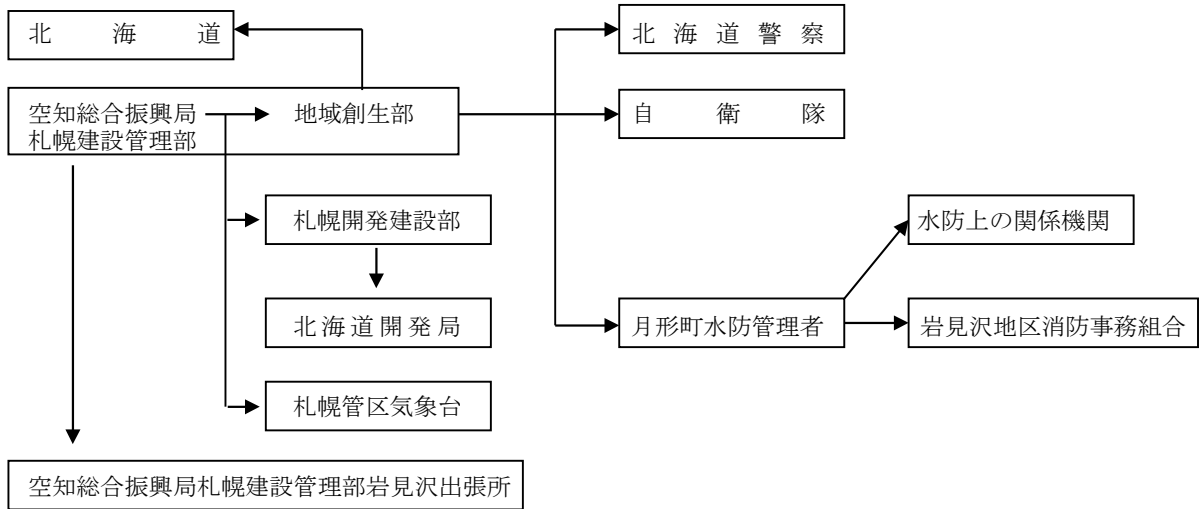 北海道
北海道警察
空知総合振興局
札幌建設管理部
地域創生部
自衛隊
札幌開発建設部
水防上の関係機関
北海道開発局
月形町水防管理者
岩見沢地区消防事務組合
札幌管区気象台
空知総合振興局札幌建設管理部岩見沢出張所